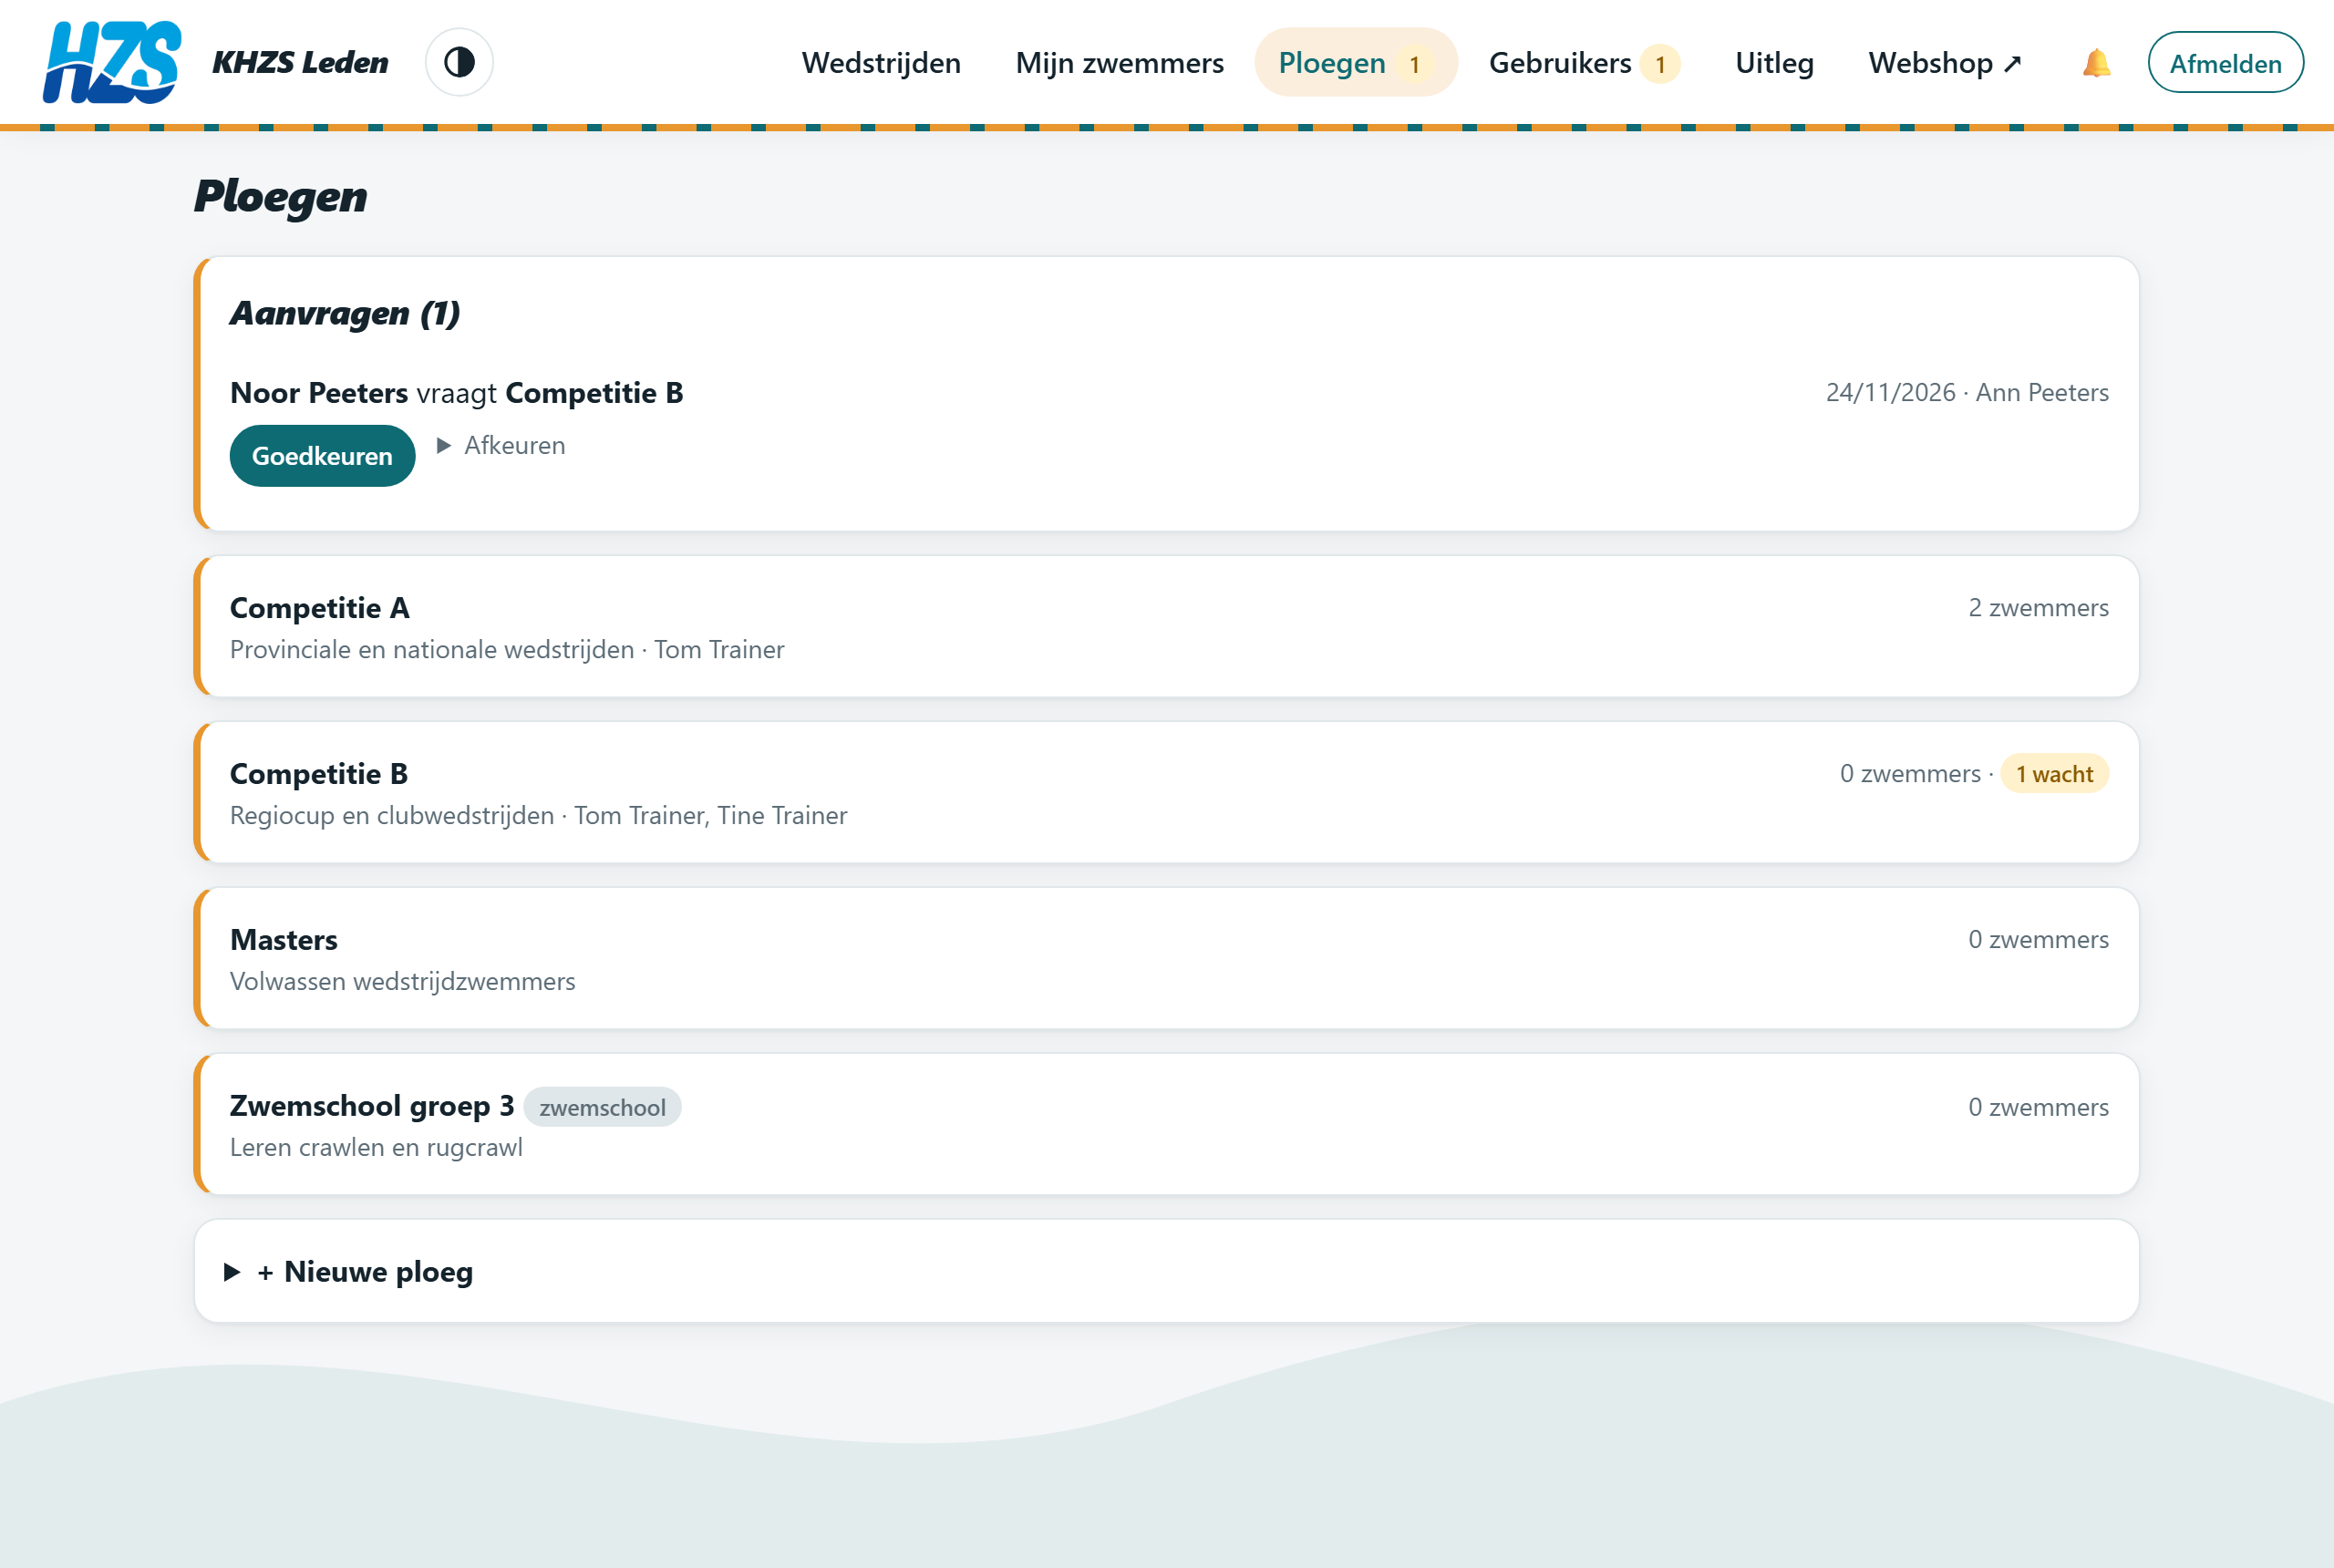 HZS KHZS Leden Wedstrijden Mijn zwemmers Ploegen 1 Gebruikers 1 Uitleg Webshop ↗ Afmelden
Ploegen
Aanvragen (1)
Noor Peeters vraagt Competitie B 24/11/2026 · Ann Peeters
Goedkeuren ▶ Afkeuren
Competitie A 2 zwemmers
Provinciale en nationale wedstrijden · Tom Trainer
Competitie B 0 zwemmers · 1 wacht
Regiocup en clubwedstrijden · Tom Trainer, Tine Trainer
Masters 0 zwemmers
Volwassen wedstrijdzwemmers
Zwemschool groep 3 zwemschool 0 zwemmers
Leren crawlen en rugcrawl
▶ + Nieuwe ploeg